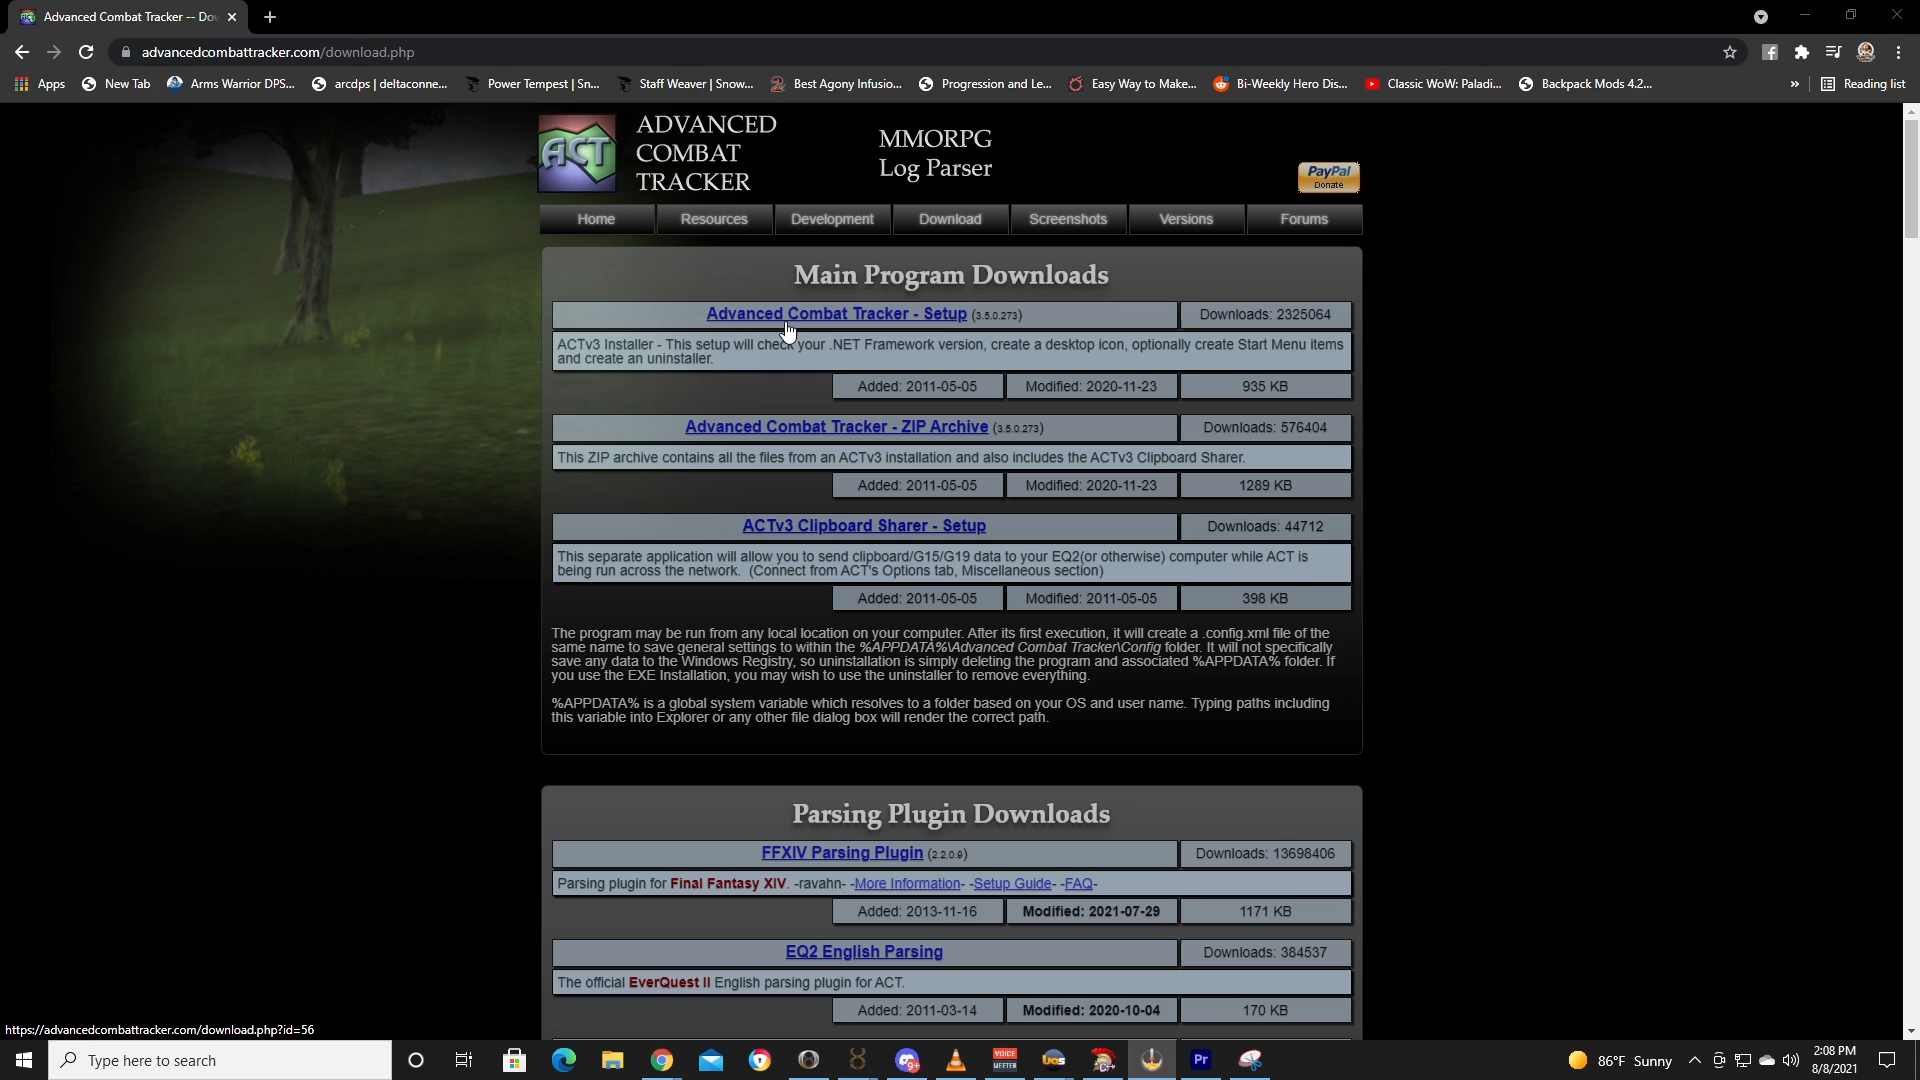 Advanced Combat Tracker -- Do
advancedcombattracker.com/download.php
Apps
New Tab
Arms Warrior DPS...
arcdps | deltaconne...
Power Tempest | Sn...
Staff Weaver | Snow...
Best Agony Infusio...
Progression and Le...
Easy Way to Make...
Bi-Weekly Hero Dis...
Classic WoW: Paladi...
Backpack Mods 4.2...
»
Reading list
ACT
ADVANCED
COMBAT
TRACKER
MMORPG
Log Parser
PayPal
Donate
Home
Resources
Development
Download
Screenshots
Versions
Forums
Main Program Downloads
Advanced Combat Tracker - Setup (3.5.0.273)
Downloads: 2325064
ACTv3 Installer - This setup will check your .NET Framework version, create a desktop icon, optionally create Start Menu items
and create an uninstaller.
Added: 2011-05-05
Modified: 2020-11-23
935 KB
Advanced Combat Tracker - ZIP Archive (3.5.0.273)
Downloads: 576404
This ZIP archive contains all the files from an ACTv3 installation and also includes the ACTv3 Clipboard Sharer.
Added: 2011-05-05
Modified: 2020-11-23
1289 KB
ACTv3 Clipboard Sharer - Setup
Downloads: 44712
This separate application will allow you to send clipboard/G15/G19 data to your EQ2(or otherwise) computer while ACT is
being run across the network. (Connect from ACT's Options tab, Miscellaneous section)
Added: 2011-05-05
Modified: 2011-05-05
398 KB
The program may be run from any local location on your computer. After its first execution, it will create a .config.xml file of the
same name to save general settings to within the %APPDATA%\Advanced Combat Tracker\Config folder. It will not specifically
save any data to the Windows Registry, so uninstallation is simply deleting the program and associated %APPDATA% folder. If
you use the EXE Installation, you may wish to use the uninstaller to remove everything.
%APPDATA% is a global system variable which resolves to a folder based on your OS and user name. Typing paths including
this variable into Explorer or any other file dialog box will render the correct path.
Parsing Plugin Downloads
FFXIV Parsing Plugin (2.2.0.9)
Downloads: 13698406
Parsing plugin for Final Fantasy XIV. -ravahn- -More Information- -Setup Guide- -FAQ-
Added: 2013-11-16
Modified: 2021-07-29
1171 KB
EQ2 English Parsing
Downloads: 384537
The official EverQuest II English parsing plugin for ACT.
Added: 2011-03-14
Modified: 2020-10-04
170 KB
https://advancedcombattracker.com/download.php?id=56
Type here to search
9+
VOICE
MEETER
UOS
C++
Pr
86°F Sunny
2:08 PM
8/8/2021